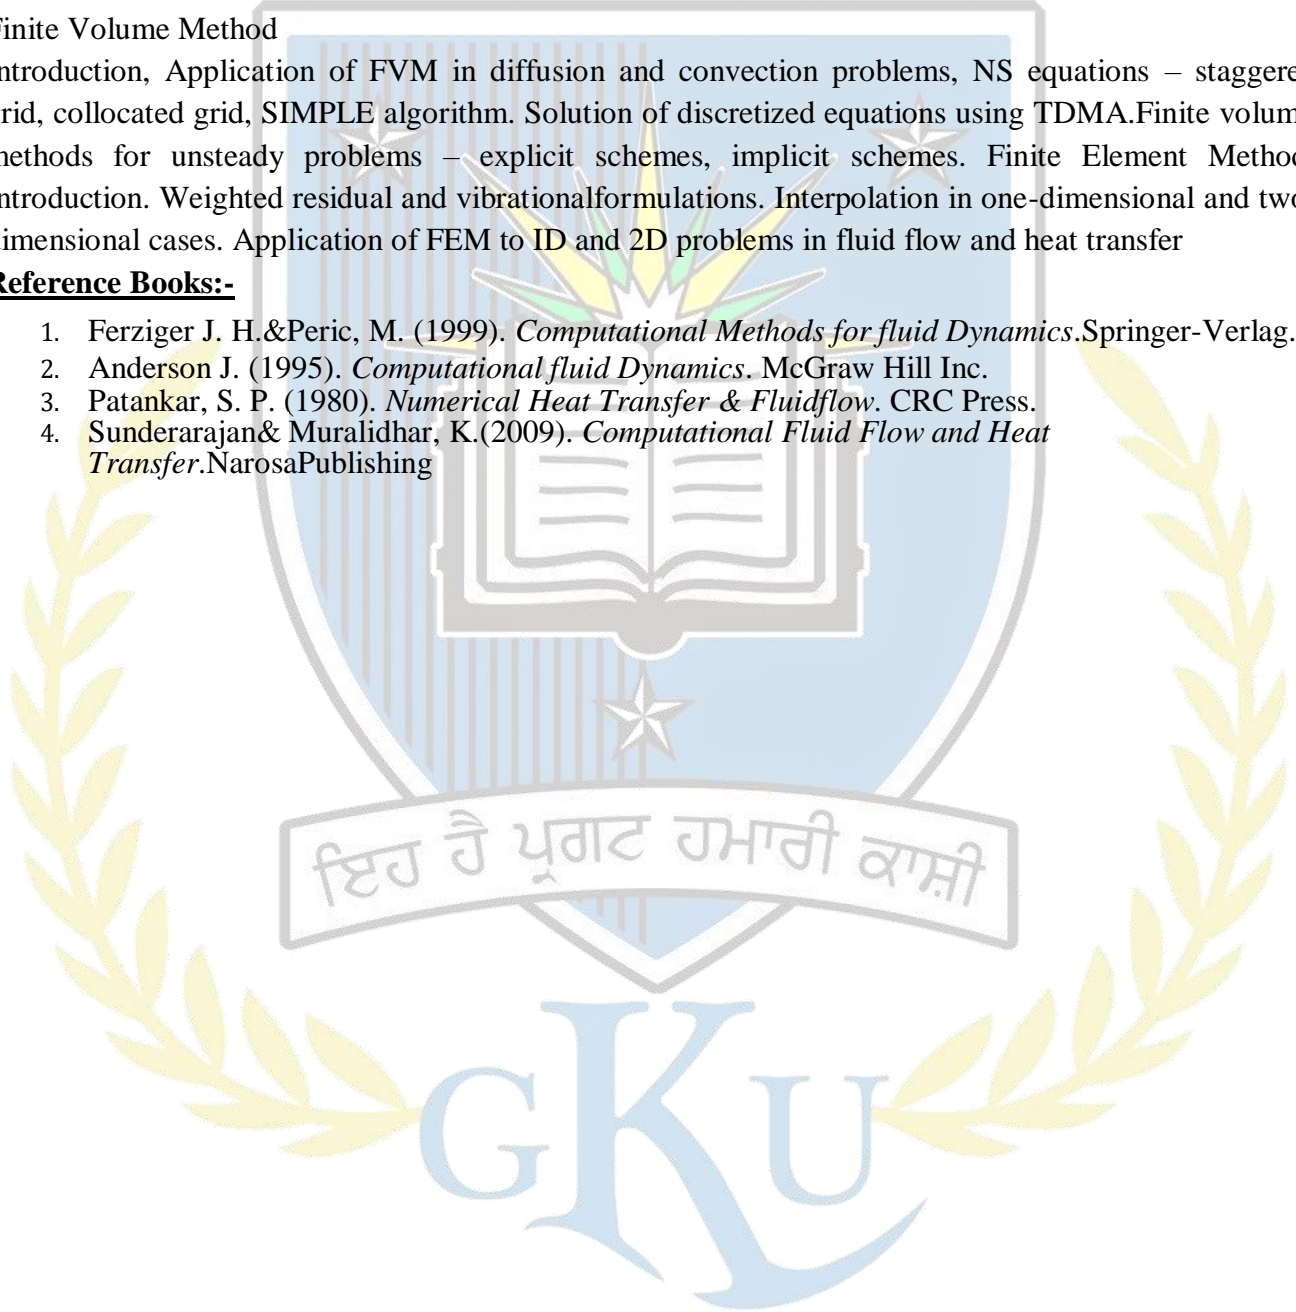 Finite Volume Method
ntroduction, Application of FVM in diffusion and convection problems, NS equations – staggere
rid, collocated grid, SIMPLE algorithm. Solution of discretized equations using TDMA.Finite volum
methods for unsteady problems – explicit schemes, implicit schemes. Finite Element Method
ntroduction. Weighted residual and vibrationalformulations. Interpolation in one-dimensional and two
dimensional cases. Application of FEM to ID and 2D problems in fluid flow and heat transfer
Reference Books:-
1. Ferziger J. H.&Peric, M. (1999). Computational Methods for fluid Dynamics.Springer-Verlag.
2. Anderson J. (1995). Computational fluid Dynamics. McGraw Hill Inc.
3. Patankar, S. P. (1980). Numerical Heat Transfer & Fluidflow. CRC Press.
4. Sunderarajan& Muralidhar, K.(2009). Computational Fluid Flow and Heat
Transfer.NarosaPublishing
ਇਹ ਹੈ ਪ੍ਰਗਟ ਹਮਾਰੀ ਕਾਸ਼ੀ
GKU